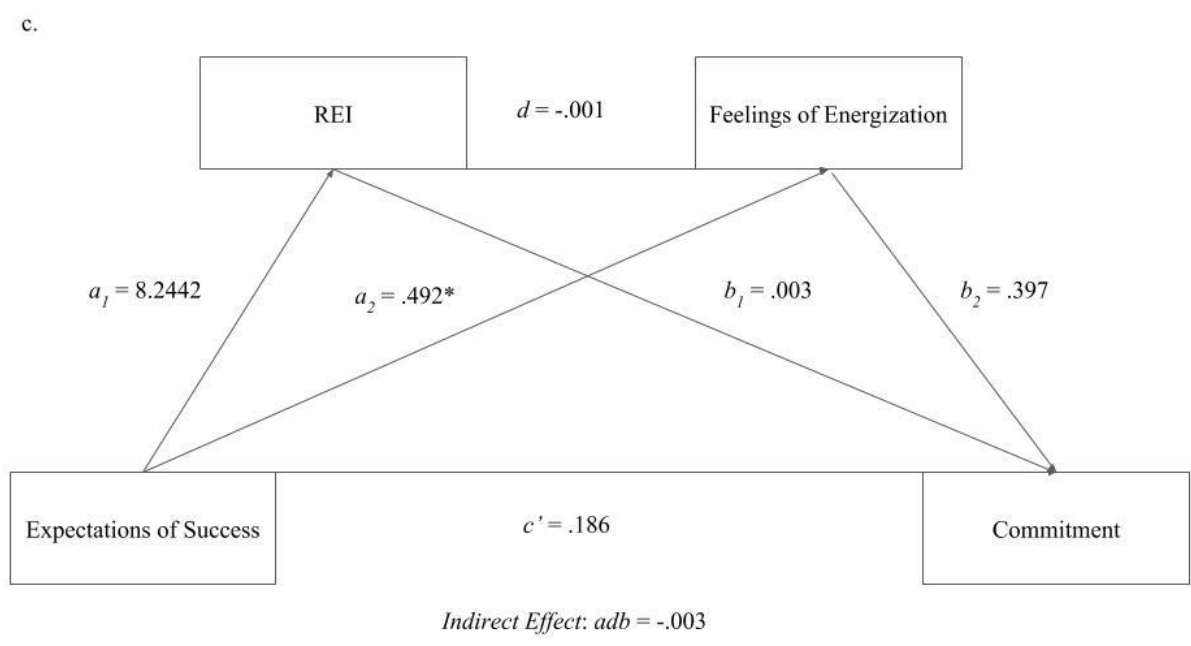 c.
REI
d = -.001
Feelings of Energization
a1 = 8.2442
a2 = .492*
b1 = .003
b2 = .397
Expectations of Success
c’ = .186
Commitment
Indirect Effect: adb = -.003